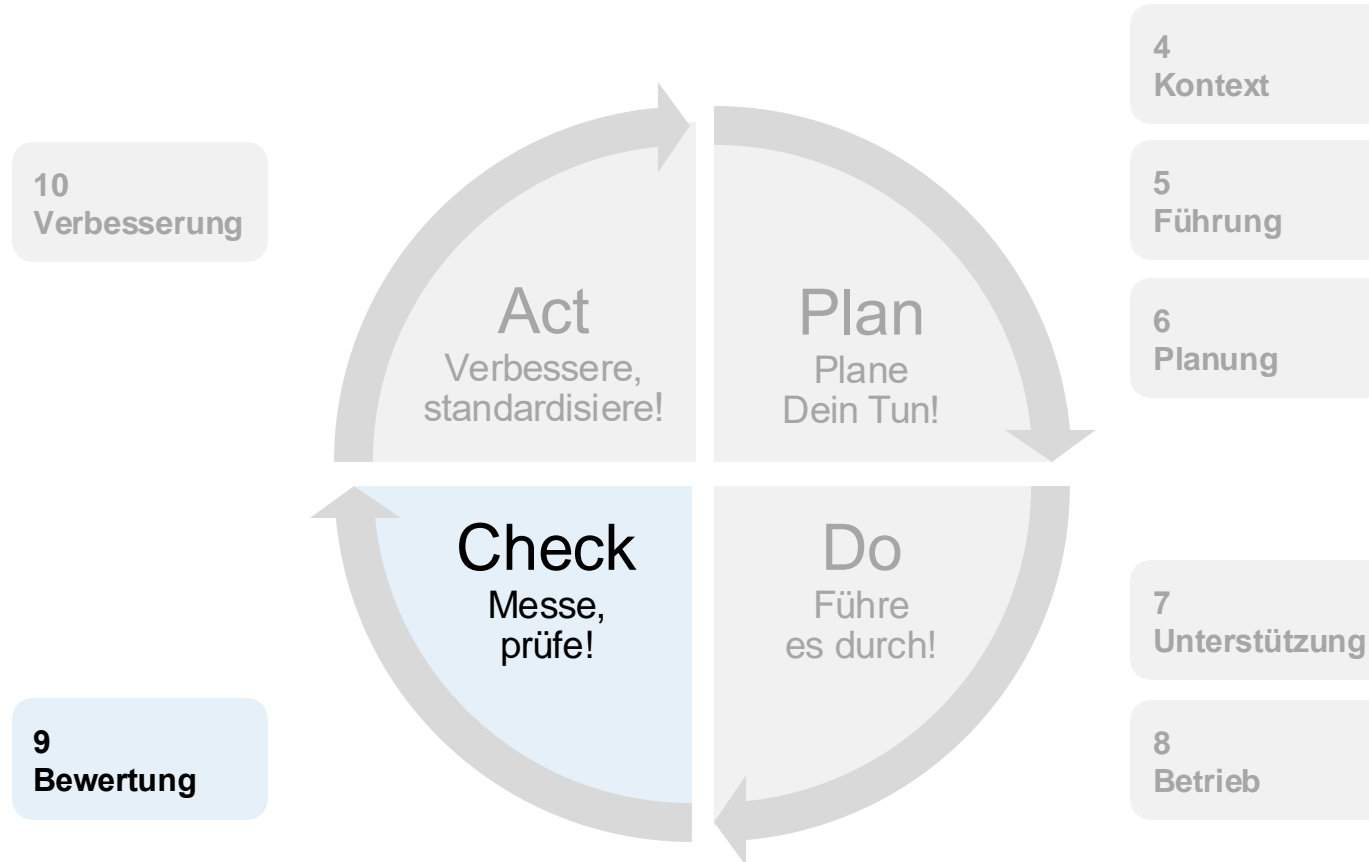 4
Kontext
5
Führung
6
Planung
10
Verbesserung
Act
Verbessere,
standardisiere!
Plan
Plane
Dein Tun!
Check
Messe,
prüfe!
Do
Führe
es durch!
7
Unterstützung
8
Betrieb
9
Bewertung